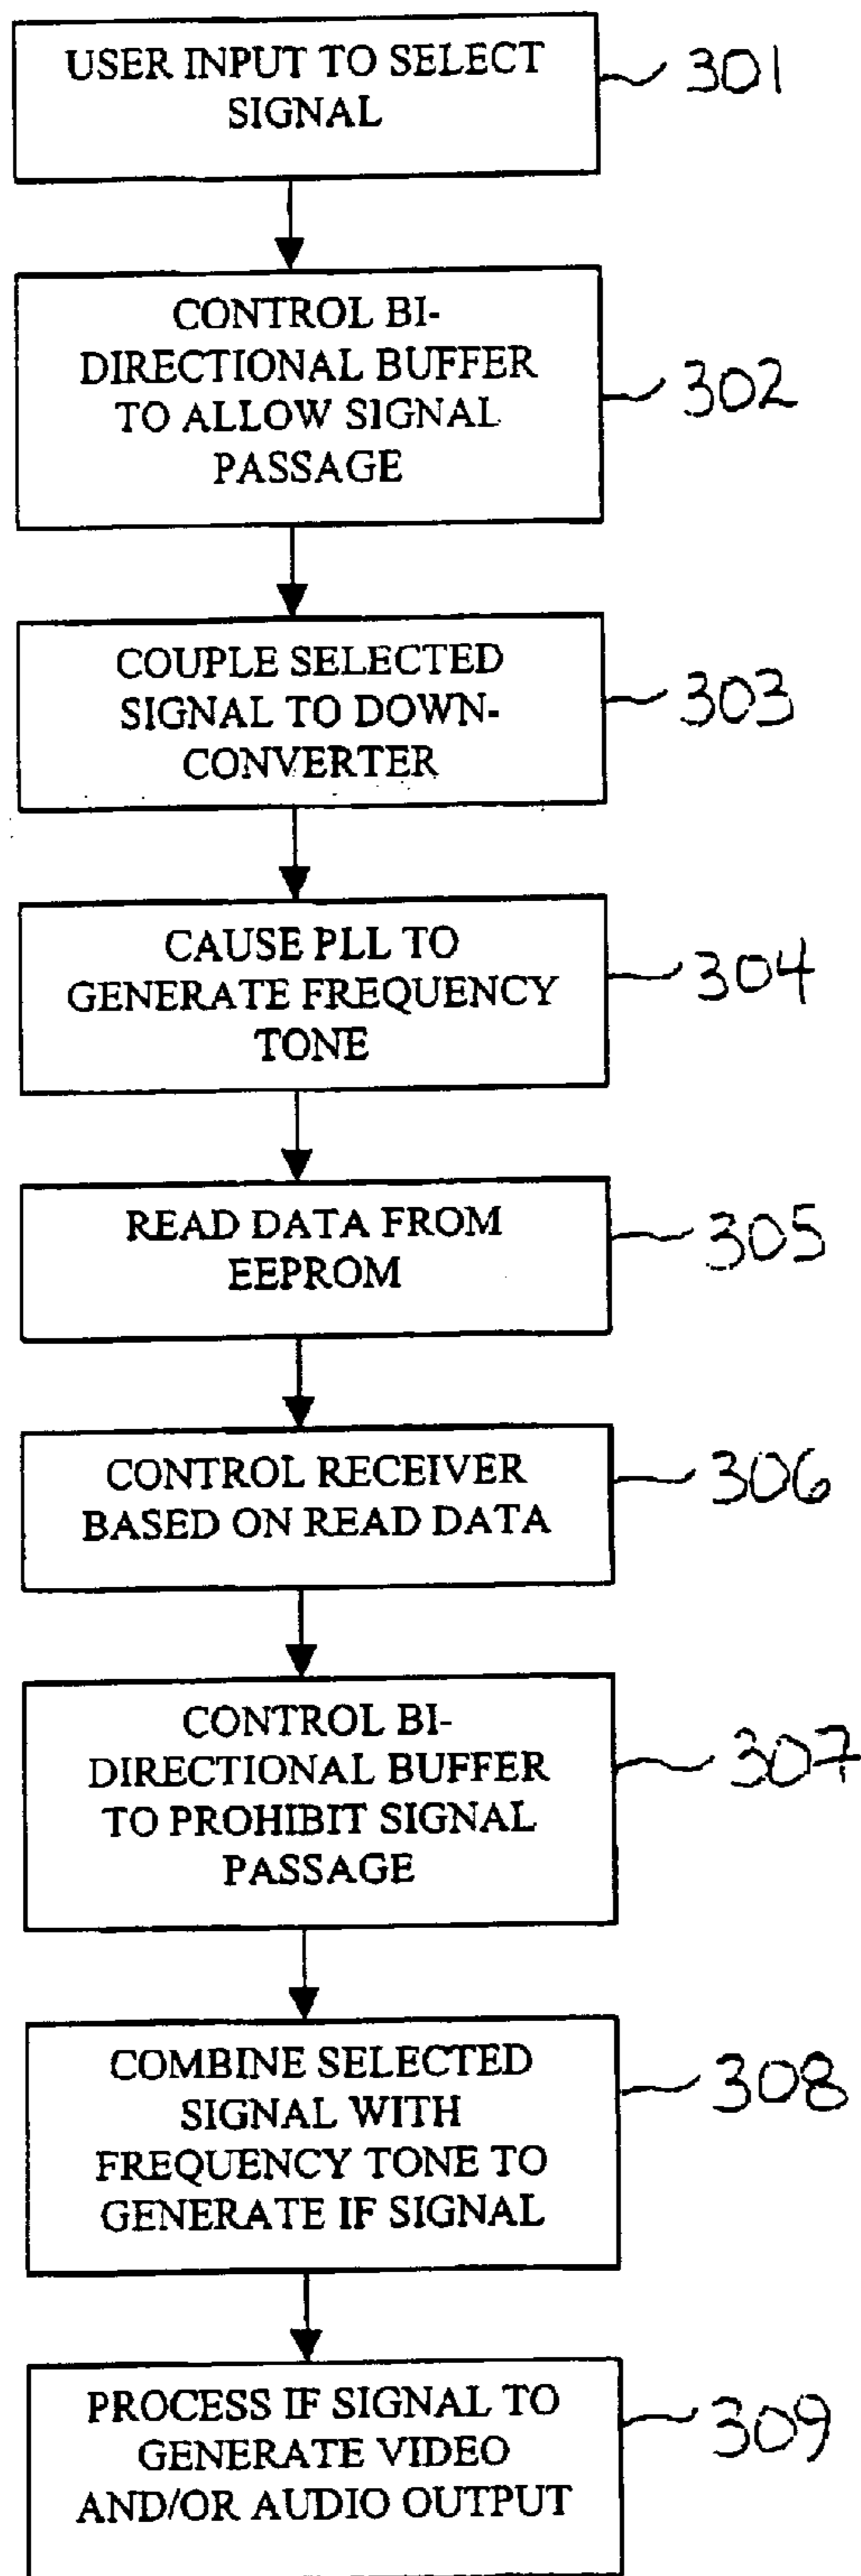 USER INPUT TO SELECT
SIGNAL
301
CONTROL BI-
DIRECTIONAL BUFFER
TO ALLOW SIGNAL
PASSAGE
302
COUPLE SELECTED
SIGNAL TO DOWN-
CONVERTER
303
CAUSE PLL TO
GENERATE FREQUENCY
TONE
304
READ DATA FROM
EEPROM
305
CONTROL RECEIVER
BASED ON READ DATA
306
CONTROL BI-
DIRECTIONAL BUFFER
TO PROHIBIT SIGNAL
PASSAGE
307
COMBINE SELECTED
SIGNAL WITH
FREQUENCY TONE TO
GENERATE IF SIGNAL
308
PROCESS IF SIGNAL TO
GENERATE VIDEO
AND/OR AUDIO OUTPUT
309